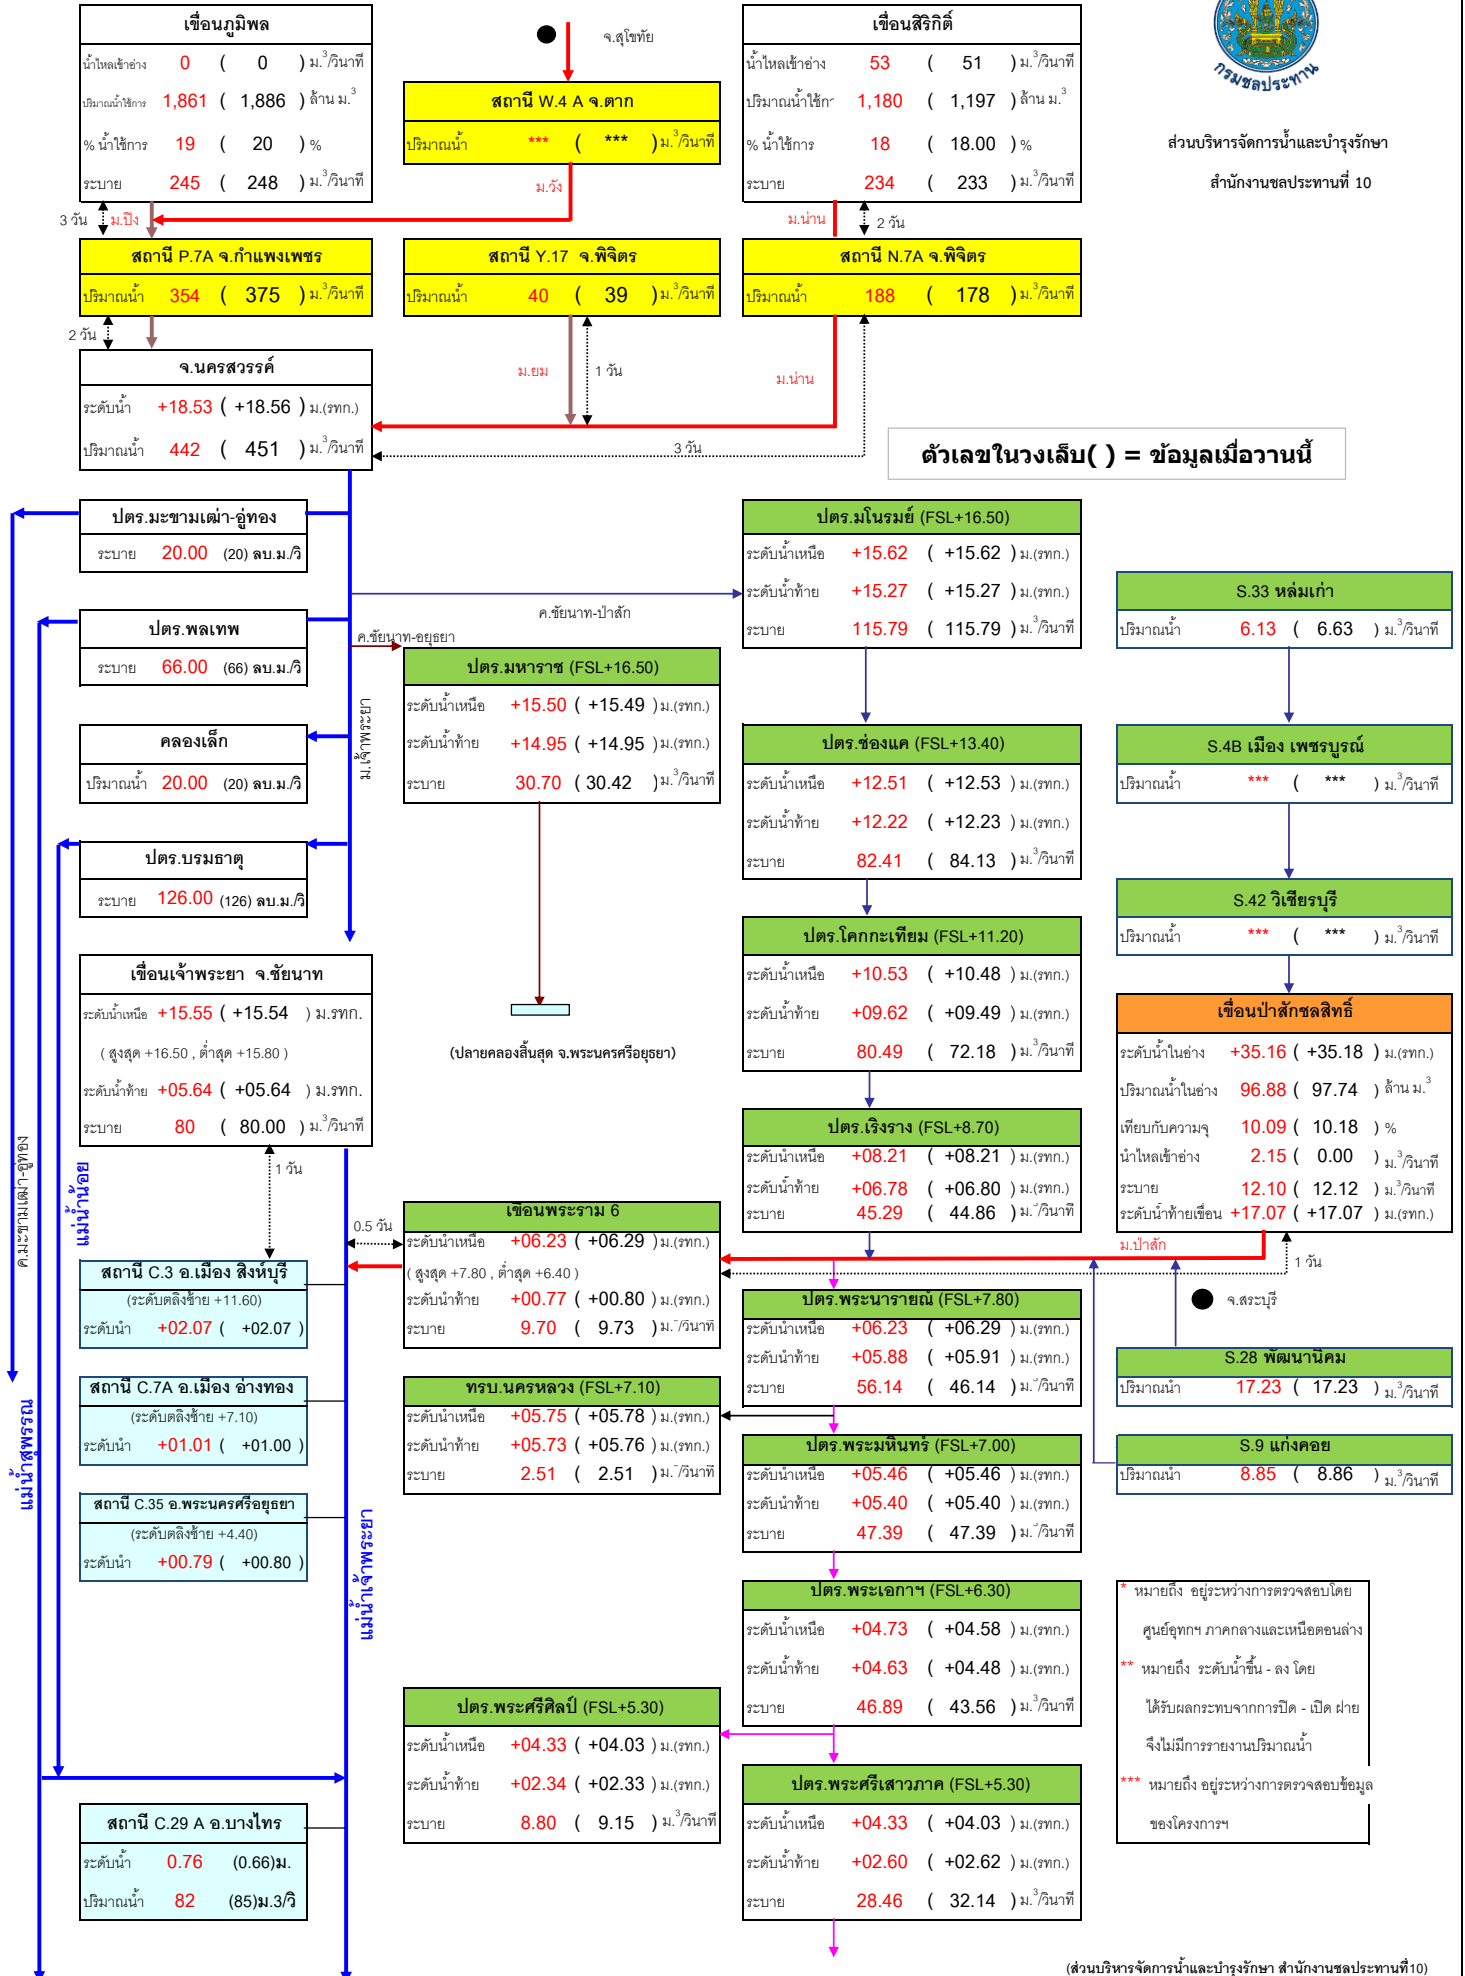 เขื่อนภูมิพล
น้ำไหลเข้าอ่าง 0 ( 0 ) ม.³/วินาที
ปริมาณน้ำใช้การ 1,861 ( 1,886 ) ล้าน ม.³
% น้ำใช้การ 19 ( 20 ) %
ระบาย 245 ( 248 ) ม.³/วินาที
จ.สุโขทัย
สถานี W.4 A จ.ตาก
ปริมาณน้ำ *** ( *** ) ม.³/วินาที
เขื่อนสิริกิติ์
น้ำไหลเข้าอ่าง 53 ( 51 ) ม.³/วินาที
ปริมาณน้ำใช้กา 1,180 ( 1,197 ) ล้าน ม.³
% น้ำใช้การ 18 ( 18.00 ) %
ระบาย 234 ( 233 ) ม.³/วินาที
กรมชลประทาน
ส่วนบริหารจัดการน้ำและบำรุงรักษา
สำนักงานชลประทานที่ 10
3 วัน ม.ปิง
ม.วัง
ม.น่าน 2 วัน
สถานี P.7A จ.กำแพงเพชร
ปริมาณน้ำ 354 ( 375 ) ม.³/วินาที
สถานี Y.17 จ.พิจิตร
ปริมาณน้ำ 40 ( 39 ) ม.³/วินาที
สถานี N.7A จ.พิจิตร
ปริมาณน้ำ 188 ( 178 ) ม.³/วินาที
2 วัน
ม.ยม 1 วัน
ม.น่าน
จ.นครสวรรค์
ระดับน้ำ +18.53 ( +18.56 ) ม.(รทก.)
ปริมาณน้ำ 442 ( 451 ) ม.³/วินาที
3 วัน
ตัวเลขในวงเล็บ( ) = ข้อมูลเมื่อวานนี้
ปตร.มะขามเฒ่า-อู่ทอง
ระบาย 20.00 (20) ลบ.ม./วิ
ปตร.พลเทพ
ระบาย 66.00 (66) ลบ.ม./วิ
คลองเล็ก
ปริมาณน้ำ 20.00 (20) ลบ.ม./วิ
ปตร.บรมธาตุ
ระบาย 126.00 (126) ลบ.ม./วิ
ม.เจ้าพระยา
ค.ชัยนาท-ป่าสัก
ค.ชัยนาท-อยุธยา
ปตร.มหาราช (FSL+16.50)
ระดับน้ำเหนือ +15.50 ( +15.49 ) ม.(รทก.)
ระดับน้ำท้าย +14.95 ( +14.95 ) ม.(รทก.)
ระบาย 30.70 ( 30.42 ) ม.³/วินาที
(ปลายคลองสิ้นสุด จ.พระนครศรีอยุธยา)
ปตร.มโนรมย์ (FSL+16.50)
ระดับน้ำเหนือ +15.62 ( +15.62 ) ม.(รทก.)
ระดับน้ำท้าย +15.27 ( +15.27 ) ม.(รทก.)
ระบาย 115.79 ( 115.79 ) ม.³/วินาที
ปตร.ช่องแค (FSL+13.40)
ระดับน้ำเหนือ +12.51 ( +12.53 ) ม.(รทก.)
ระดับน้ำท้าย +12.22 ( +12.23 ) ม.(รทก.)
ระบาย 82.41 ( 84.13 ) ม.³/วินาที
ปตร.โคกกะเทียม (FSL+11.20)
ระดับน้ำเหนือ +10.53 ( +10.48 ) ม.(รทก.)
ระดับน้ำท้าย +09.62 ( +09.49 ) ม.(รทก.)
ระบาย 80.49 ( 72.18 ) ม.³/วินาที
ปตร.เริงราง (FSL+8.70)
ระดับน้ำเหนือ +08.21 ( +08.21 ) ม.(รทก.)
ระดับน้ำท้าย +06.78 ( +06.80 ) ม.(รทก.)
ระบาย 45.29 ( 44.86 ) ม.³/วินาที
S.33 หล่มเก่า
ปริมาณน้ำ 6.13 ( 6.63 ) ม.³/วินาที
S.4B เมือง เพชรบูรณ์
ปริมาณน้ำ *** ( *** ) ม.³/วินาที
S.42 วิเชียรบุรี
ปริมาณน้ำ *** ( *** ) ม.³/วินาที
เขื่อนป่าสักชลสิทธิ์
ระดับน้ำในอ่าง +35.16 ( +35.18 ) ม.(รทก.)
ปริมาณน้ำในอ่าง 96.88 ( 97.74 ) ล้าน ม.³
เทียบกับความจุ 10.09 ( 10.18 ) %
น้ำไหลเข้าอ่าง 2.15 ( 0.00 ) ม.³/วินาที
ระบาย 12.10 ( 12.12 ) ม.³/วินาที
ระดับน้ำท้ายเขื่อน +17.07 ( +17.07 ) ม.(รทก.)
เขื่อนเจ้าพระยา จ.ชัยนาท
ระดับน้ำเหนือ +15.55 ( +15.54 ) ม.รทก.
( สูงสุด +16.50 , ต่ำสุด +15.80 )
ระดับน้ำท้าย +05.64 ( +05.64 ) ม.รทก.
ระบาย 80 ( 80.00 ) ม.³/วินาที
ค.มะขามเฒ่า-อู่ทอง
แม่น้ำน้อย
1 วัน
0.5 วัน
เขื่อนพระราม 6
ระดับน้ำเหนือ +06.23 ( +06.29 ) ม.(รทก.)
( สูงสุด +7.80 , ต่ำสุด +6.40 )
ระดับน้ำท้าย +00.77 ( +00.80 ) ม.(รทก.)
ระบาย 9.70 ( 9.73 ) ม.³/วินาที
ม.ป่าสัก
1 วัน
จ.สระบุรี
สถานี C.3 อ.เมือง สิงห์บุรี
(ระดับตลิ่งซ้าย +11.60)
ระดับน้ำ +02.07 ( +02.07 )
สถานี C.7A อ.เมือง อ่างทอง
(ระดับตลิ่งซ้าย +7.10)
ระดับน้ำ +01.01 ( +01.00 )
สถานี C.35 อ.พระนครศรีอยุธยา
(ระดับตลิ่งซ้าย +4.40)
ระดับน้ำ +00.79 ( +00.80 )
แม่น้ำสุพรรณ
แม่น้ำเจ้าพระยา
ทรบ.นครหลวง (FSL+7.10)
ระดับน้ำเหนือ +05.75 ( +05.78 ) ม.(รทก.)
ระดับน้ำท้าย +05.73 ( +05.76 ) ม.(รทก.)
ระบาย 2.51 ( 2.51 ) ม.³/วินาที
ปตร.พระนารายณ์ (FSL+7.80)
ระดับน้ำเหนือ +06.23 ( +06.29 ) ม.(รทก.)
ระดับน้ำท้าย +05.88 ( +05.91 ) ม.(รทก.)
ระบาย 56.14 ( 46.14 ) ม.³/วินาที
ปตร.พระมหินทร์ (FSL+7.00)
ระดับน้ำเหนือ +05.46 ( +05.46 ) ม.(รทก.)
ระดับน้ำท้าย +05.40 ( +05.40 ) ม.(รทก.)
ระบาย 47.39 ( 47.39 ) ม.³/วินาที
S.28 พัฒนานิคม
ปริมาณน้ำ 17.23 ( 17.23 ) ม.³/วินาที
S.9 แก่งคอย
ปริมาณน้ำ 8.85 ( 8.86 ) ม.³/วินาที
ปตร.พระเอกาฯ (FSL+6.30)
ระดับน้ำเหนือ +04.73 ( +04.58 ) ม.(รทก.)
ระดับน้ำท้าย +04.63 ( +04.48 ) ม.(รทก.)
ระบาย 46.89 ( 43.56 ) ม.³/วินาที
ปตร.พระศรีศิลป์ (FSL+5.30)
ระดับน้ำเหนือ +04.33 ( +04.03 ) ม.(รทก.)
ระดับน้ำท้าย +02.34 ( +02.33 ) ม.(รทก.)
ระบาย 8.80 ( 9.15 ) ม.³/วินาที
ปตร.พระศรีเสาวภาค (FSL+5.30)
ระดับน้ำเหนือ +04.33 ( +04.03 ) ม.(รทก.)
ระดับน้ำท้าย +02.60 ( +02.62 ) ม.(รทก.)
ระบาย 28.46 ( 32.14 ) ม.³/วินาที
* หมายถึง อยู่ระหว่างการตรวจสอบโดย
ศูนย์อุทกฯ ภาคกลางและเหนือตอนล่าง
** หมายถึง ระดับน้ำขึ้น - ลง โดย
ได้รับผลกระทบจากการปิด - เปิด ฝาย
จึงไม่มีการรายงานปริมาณน้ำ
*** หมายถึง อยู่ระหว่างการตรวจสอบข้อมูล
ของโครงการฯ
สถานี C.29 A อ.บางไทร
ระดับน้ำ 0.76 (0.66)ม.
ปริมาณน้ำ 82 (85)ม.3/วิ
(ส่วนบริหารจัดการน้ำและบำรุงรักษา สำนักงานชลประทานที่10)